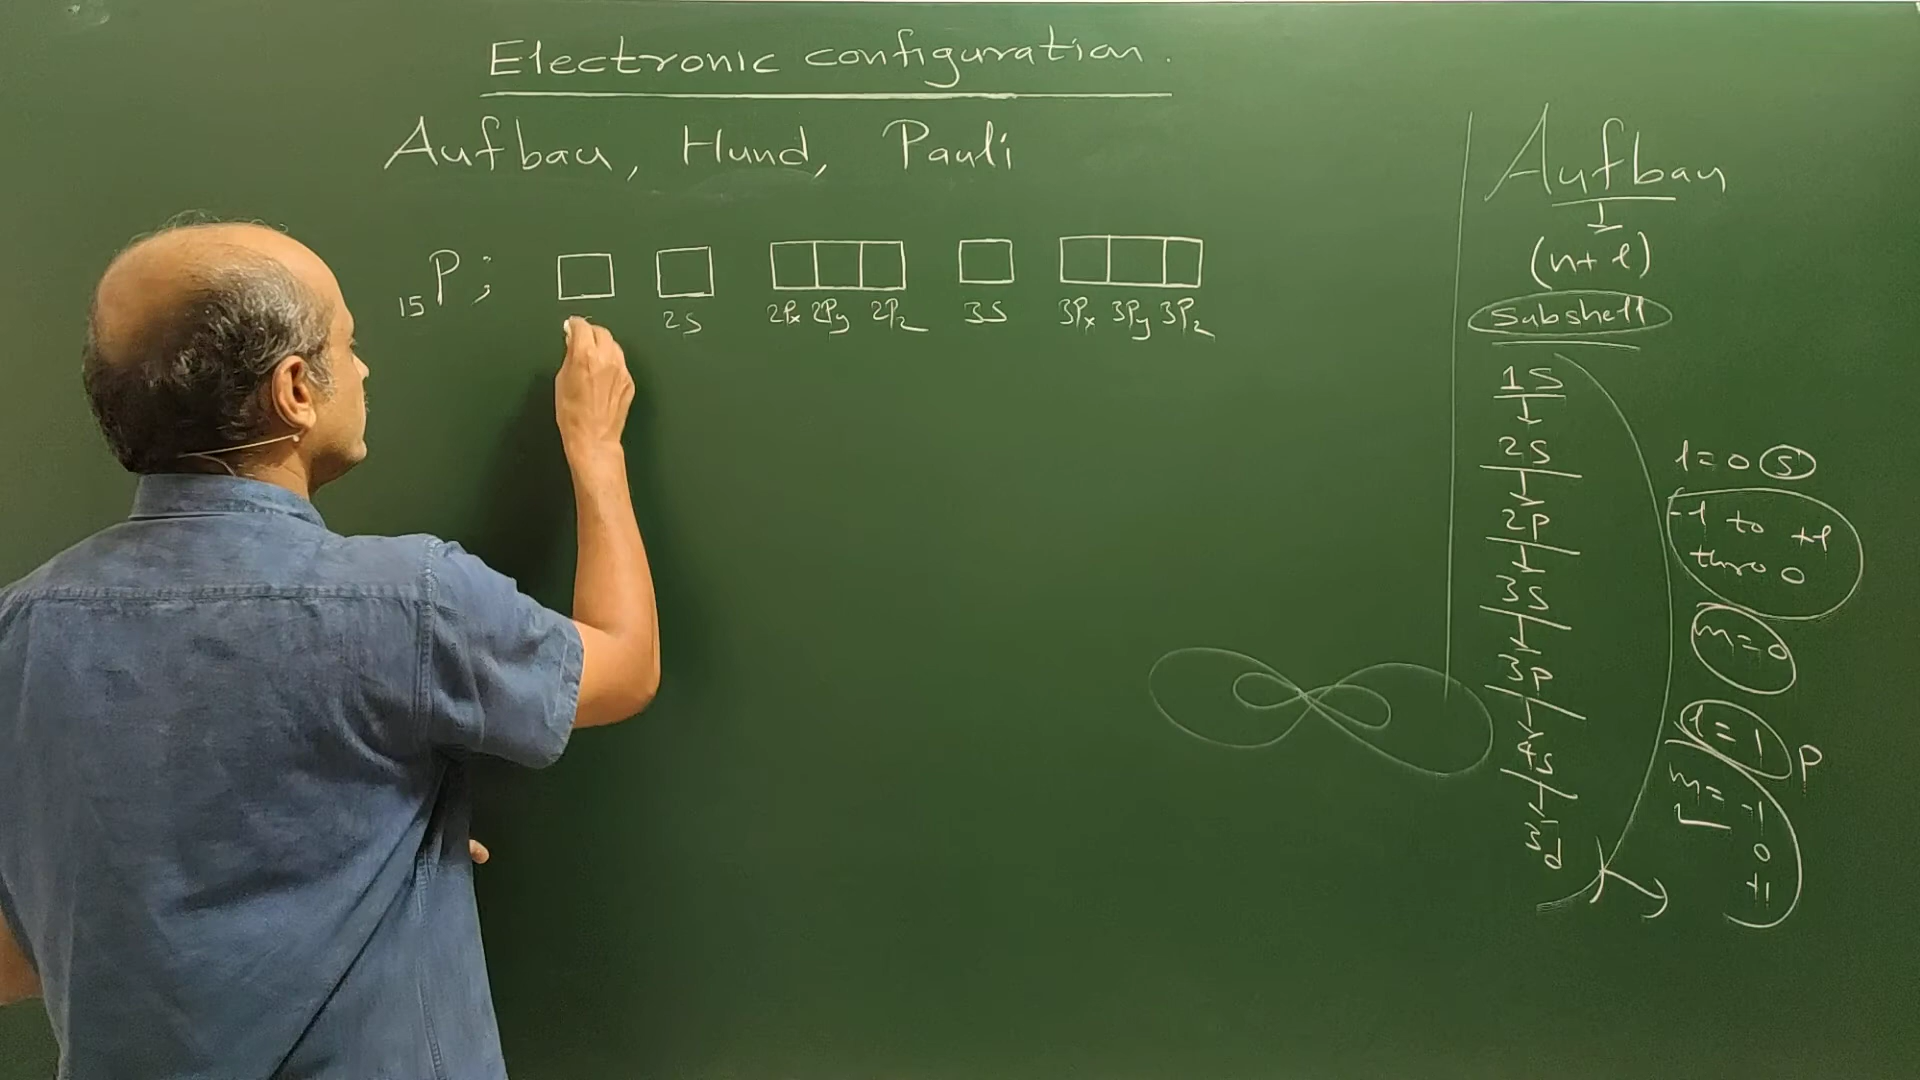 Electronic configuration.
Aufbau, Hund, Pauli
15P;
2s 2Px 2Py 2Pz 3s 3Px 3Py 3Pz
Aufbau
(n+l)
Subshell
1s
2s
2p
3s
3p
4s
3d
l=0 s
-l to +l
thro 0
m=0
l=1 P
m= -1
0
+1